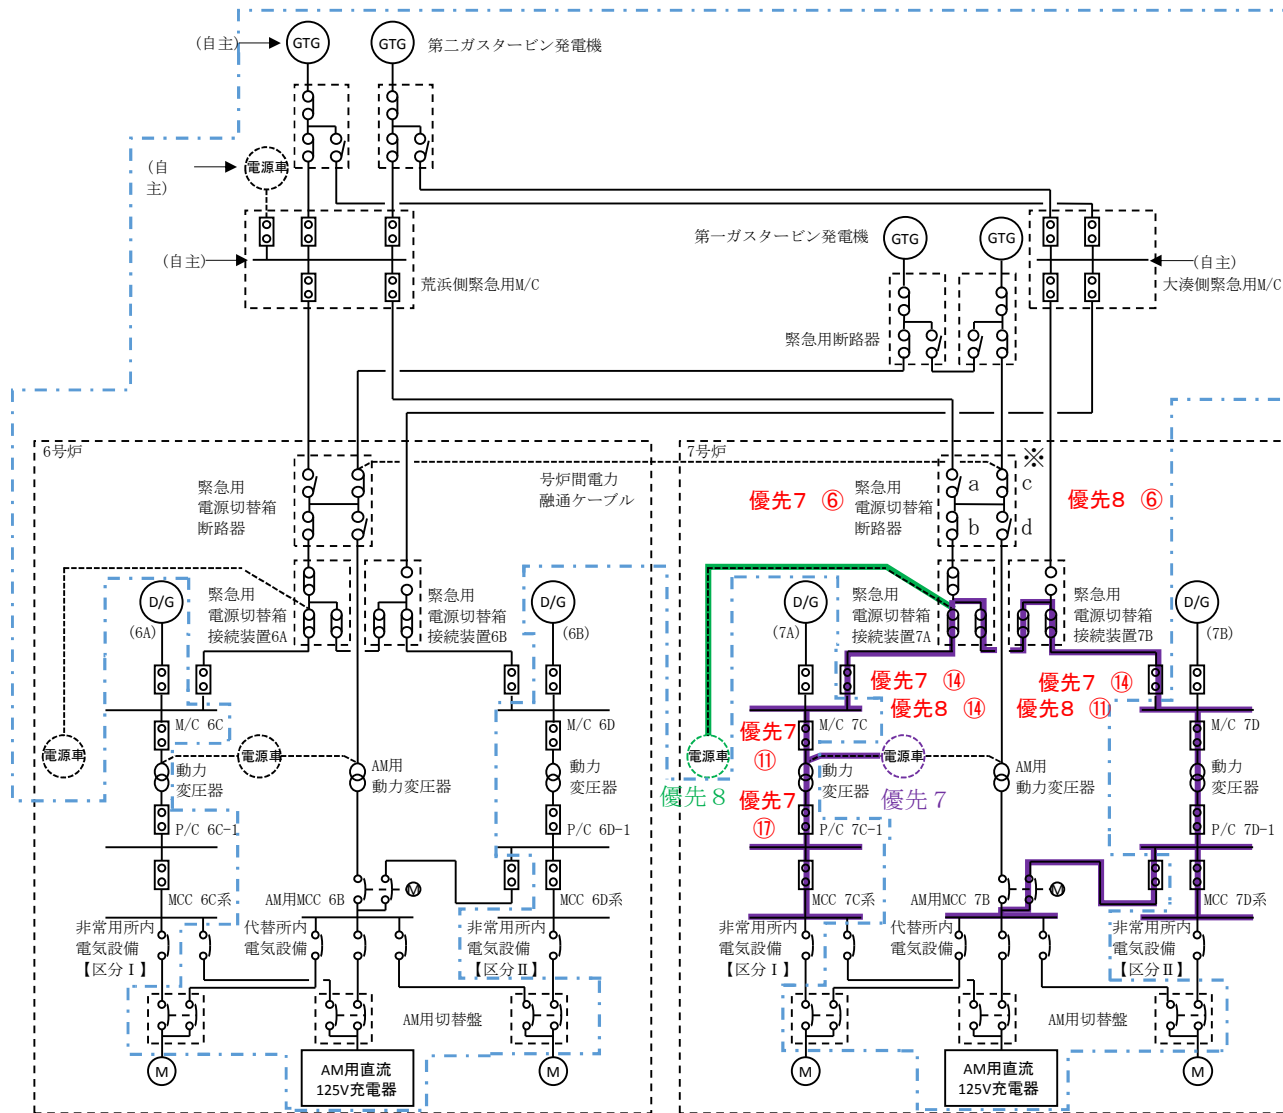 (自主)
GTG
GTG
第二ガスタービン発電機
(自
主)
電源車
(自主)
荒浜側緊急用M/C
第一ガスタービン発電機
GTG
GTG
(自主)
大湊側緊急用M/C
緊急用断路器
6号炉
緊急用
電源切替箱
断路器
号炉間電力
融通ケーブル
D/G
(6A)
緊急用
電源切替箱
接続装置6A
緊急用
電源切替箱
接続装置6B
D/G
(6B)
M/C 6C
M/C 6D
電源車
電源車
動力
変圧器
AM用
動力変圧器
動力
変圧器
P/C 6C-1
P/C 6D-1
MCC 6C系
AM用MCC 6B
M
MCC 6D系
非常用所内
電気設備
【区分Ⅰ】
代替所内
電気設備
非常用所内
電気設備
【区分Ⅱ】
AM用切替盤
M
AM用直流
125V充電器
M
7号炉
優先7 ⑥
緊急用
電源切替箱
断路器
a
b
c
d
※
優先8 ⑥
D/G
(7A)
緊急用
電源切替箱
接続装置7A
緊急用
電源切替箱
接続装置7B
D/G
(7B)
優先7 ⑭
優先8 ⑭
優先7 ⑭
優先8 ⑪
M/C 7C
M/C 7D
優先7
⑪
電源車
優先8
電源車
優先7
動力
変圧器
AM用
動力変圧器
動力
変圧器
優先7
⑰
P/C 7C-1
P/C 7D-1
MCC 7C系
AM用MCC 7B
M
MCC 7D系
非常用所内
電気設備
【区分Ⅰ】
代替所内
電気設備
非常用所内
電気設備
【区分Ⅱ】
AM用切替盤
M
AM用直流
125V充電器
M